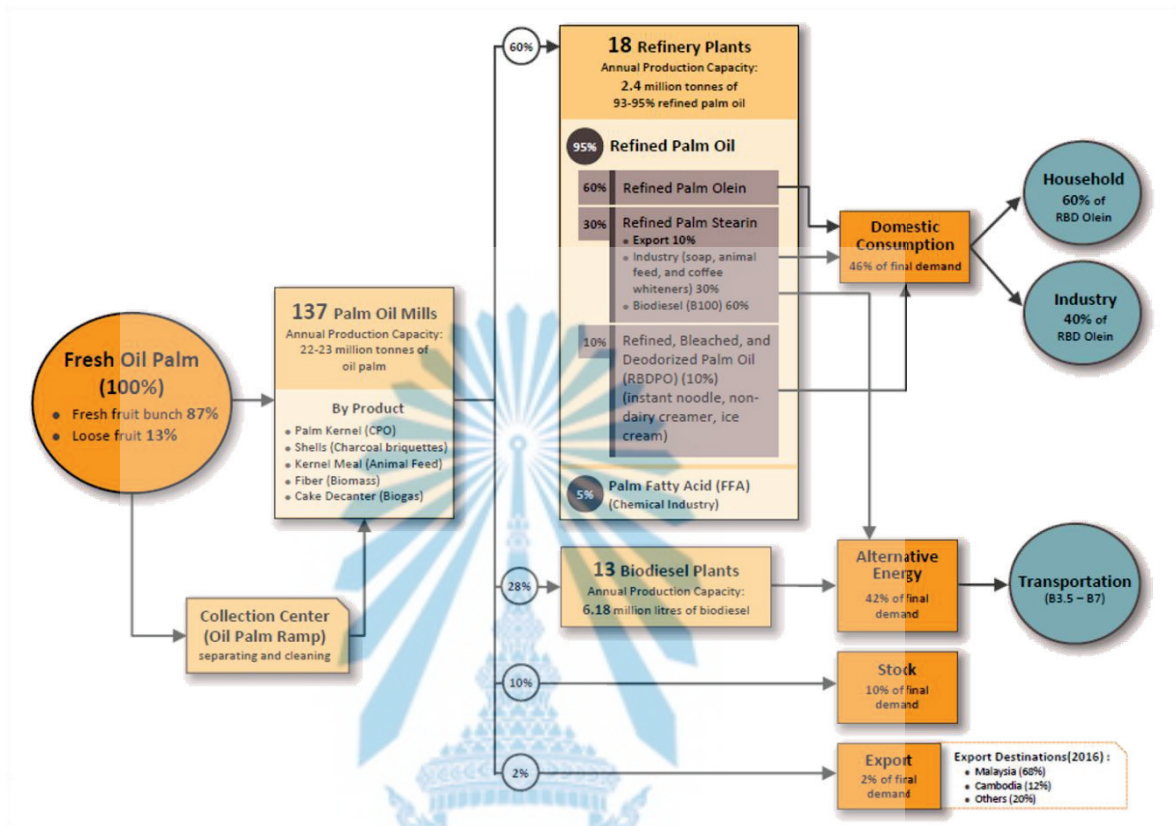 Fresh Oil Palm
(100%)
• Fresh fruit bunch 87%
• Loose fruit 13%
Collection Center
(Oil Palm Ramp)
separating and cleaning
137 Palm Oil Mills
Annual Production Capacity:
22-23 million tonnes of
oil palm
By Product
• Palm Kernel (CPO)
• Shells (Charcoal briquettes)
• Kernel Meal (Animal Feed)
• Fiber (Biomass)
• Cake Decanter (Biogas)
60%
18 Refinery Plants
Annual Production Capacity:
2.4 million tonnes of
93-95% refined palm oil
95% Refined Palm Oil
60% Refined Palm Olein
30% Refined Palm Stearin
• Export 10%
• Industry (soap, animal
feed, and coffee
whiteners) 30%
• Biodiesel (B100) 60%
10% Refined, Bleached, and
Deodorized Palm Oil
(RBDPO) (10%)
(instant noodle, non-
dairy creamer, ice
cream)
5% Palm Fatty Acid (FFA)
(Chemical Industry)
28%
13 Biodiesel Plants
Annual Production Capacity:
6.18 million litres of biodiesel
10%
2%
Domestic
Consumption
46% of final demand
Household
60% of
RBD Olein
Industry
40% of
RBD Olein
Alternative
Energy
42% of final
demand
Transportation
(B3.5 – B7)
Stock
10% of final
demand
Export
2% of final
demand
Export Destinations(2016) :
• Malaysia (68%)
• Cambodia (12%)
• Others (20%)